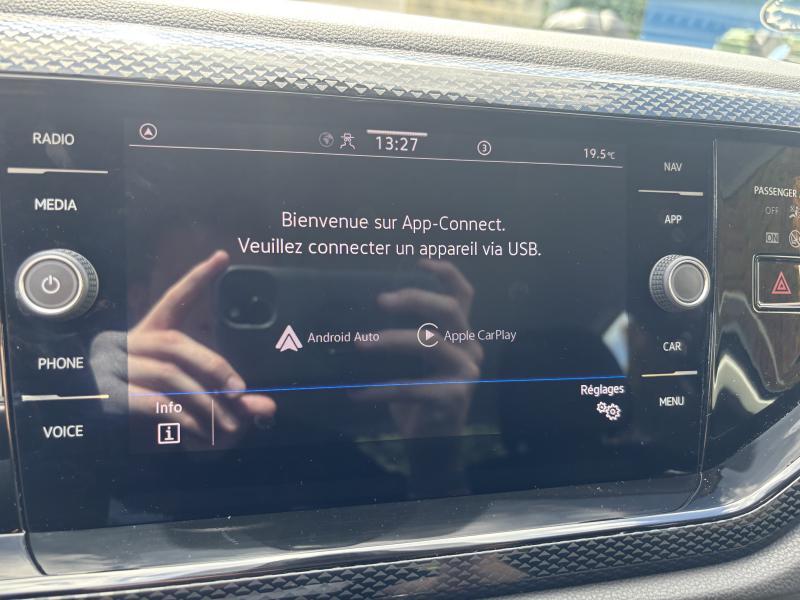 RADIO
MEDIA
PHONE
VOICE
13:27
3
19.5°C
Bienvenue sur App-Connect.
Veuillez connecter un appareil via USB.
Android Auto
Apple CarPlay
Info
i
Réglages
NAV
APP
CAR
MENU
PASSENGER
OFF
ON